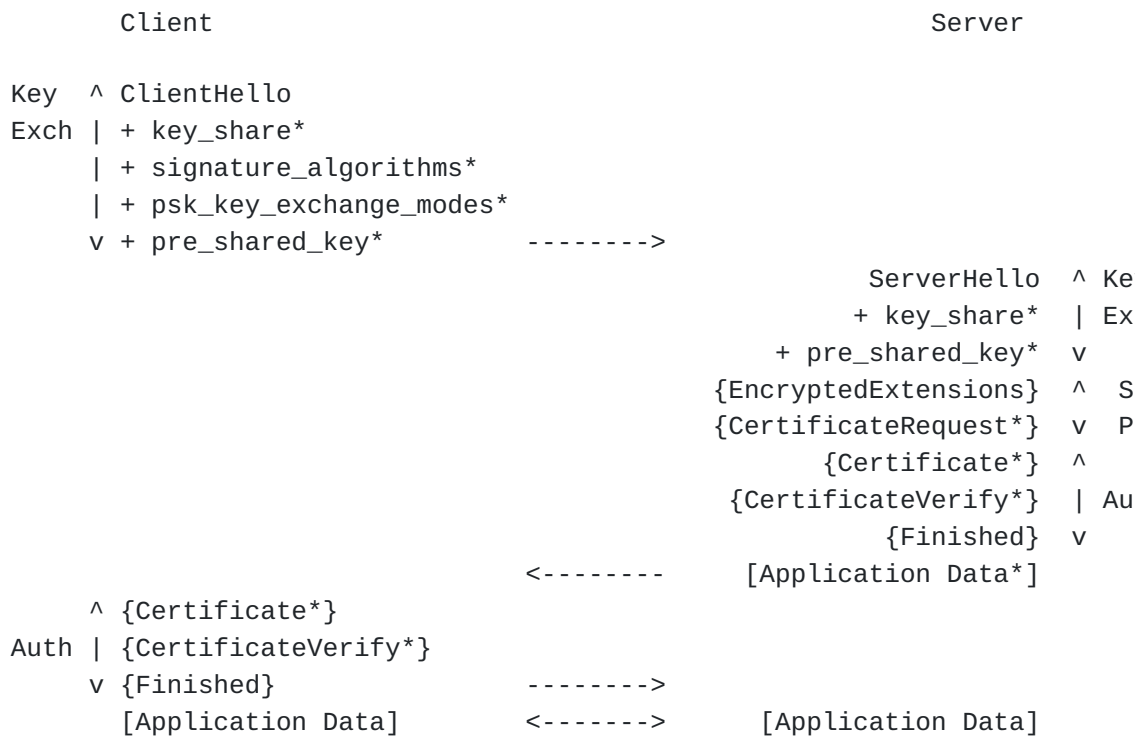 Client                                              Server

Key  ^ ClientHello
Exch | + key_share*
     | + signature_algorithms*
     | + psk_key_exchange_modes*
     v + pre_shared_key*         -------->
                                                       ServerHello  ^ Ke
                                                      + key_share*  | Ex
                                                 + pre_shared_key*  v
                                             {EncryptedExtensions}  ^  S
                                             {CertificateRequest*}  v  P
                                                    {Certificate*}  ^
                                              {CertificateVerify*}  | Au
                                                        {Finished}  v
                                 <--------     [Application Data*]
     ^ {Certificate*}
Auth | {CertificateVerify*}
     v {Finished}                -------->
       [Application Data]        <------->      [Application Data]